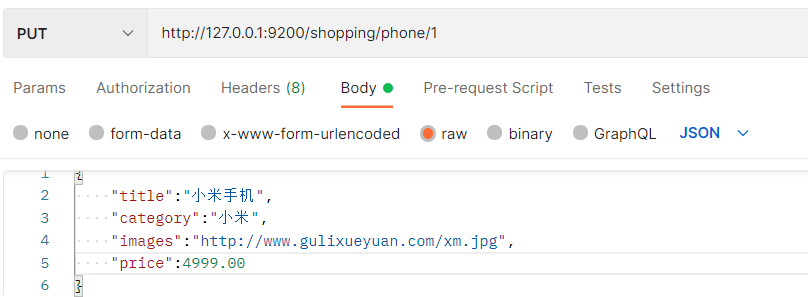 PUT http://127.0.0.1:9200/shopping/phone/1
Params Authorization Headers (8) Body Pre-request Script Tests Settings
none form-data x-www-form-urlencoded raw binary GraphQL JSON
1 {
2 "title":"小米手机",
3 "category":"小米",
4 "images":"http://www.gulixueyuan.com/xm.jpg",
5 "price":4999.00
6 }